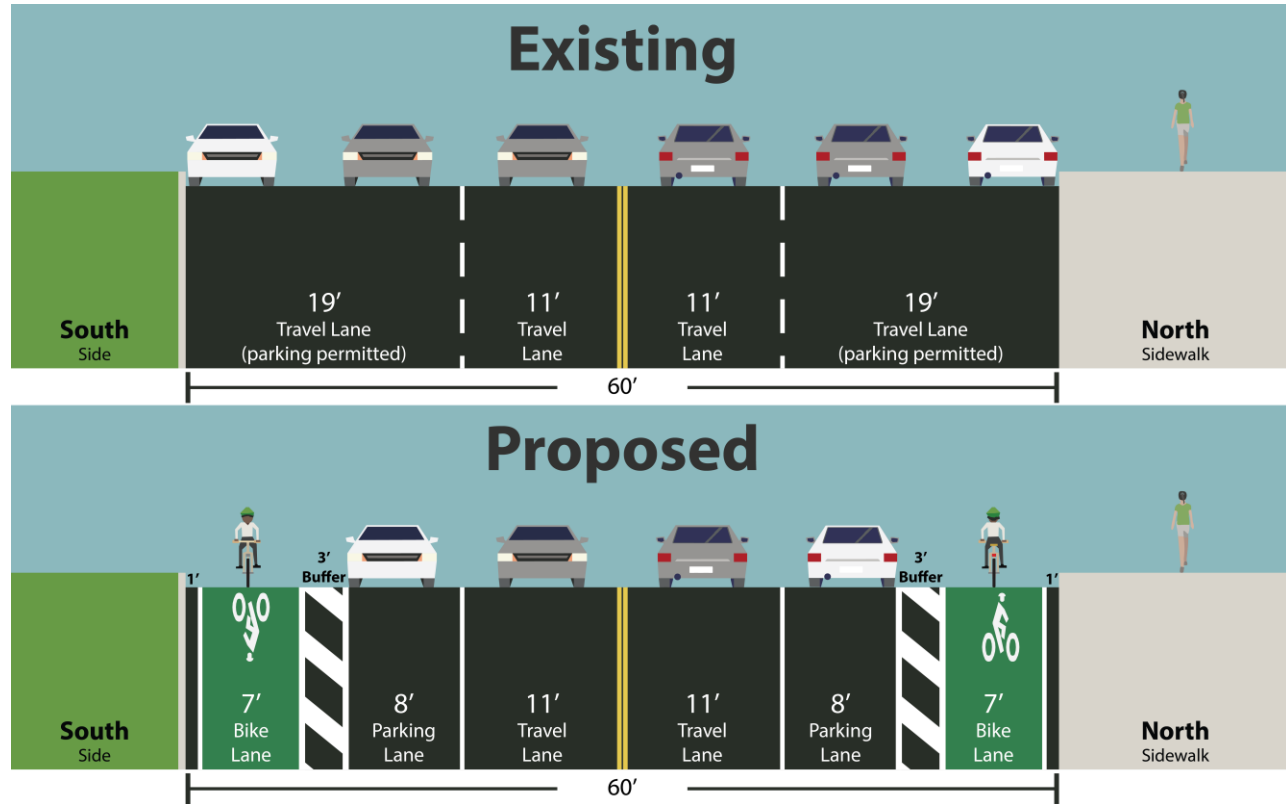 Existing
19’
Travel Lane
(parking permitted)
11’
Travel
Lane
11’
Travel
Lane
19’
Travel Lane
(parking permitted)
South
Side
North
Sidewalk
60’
Proposed
1’
3’
Buffer
3’
Buffer
1’
7’
Bike
Lane
8’
Parking
Lane
11’
Travel
Lane
11’
Travel
Lane
8’
Parking
Lane
7’
Bike
Lane
South
Side
North
Sidewalk
60’